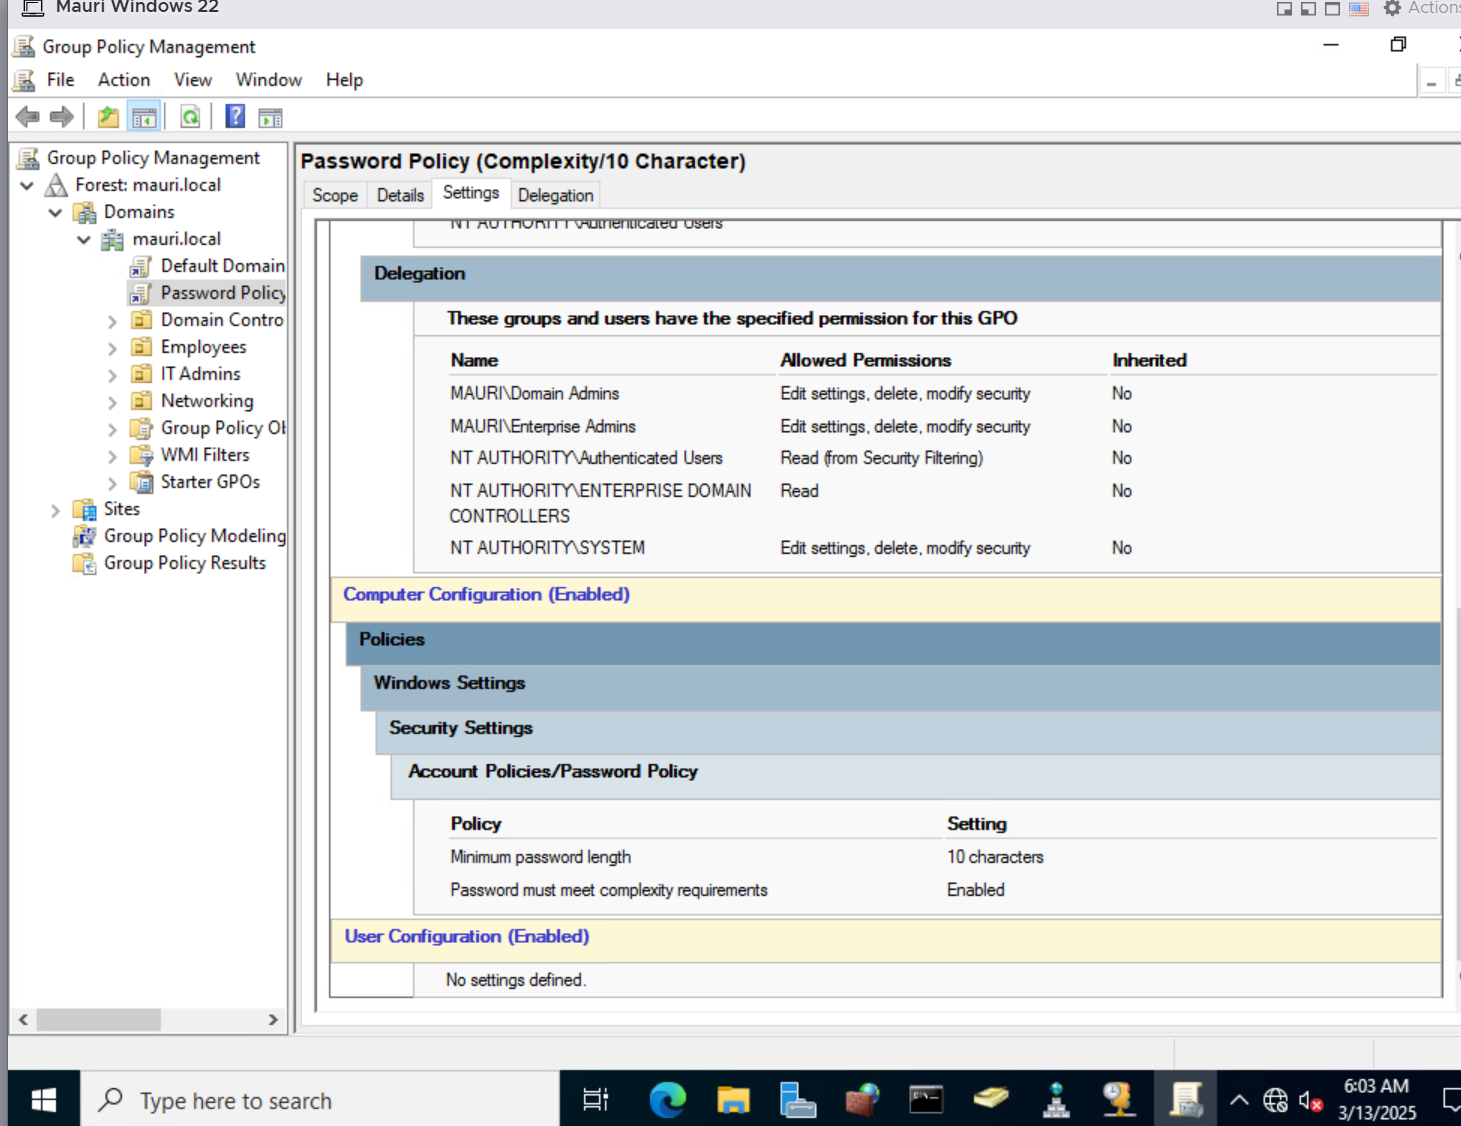 Mauri Windows 22
Actions
Group Policy Management
File Action View Window Help
Group Policy Management
Forest: mauri.local
Domains
mauri.local
Default Domain
Password Policy
Domain Contro
Employees
IT Admins
Networking
Group Policy Ob
WMI Filters
Starter GPOs
Sites
Group Policy Modeling
Group Policy Results
Password Policy (Complexity/10 Character)
Scope Details Settings Delegation
NT AUTHORITY\Authenticated Users
Delegation
These groups and users have the specified permission for this GPO
Name Allowed Permissions Inherited
MAURI\Domain Admins Edit settings, delete, modify security No
MAURI\Enterprise Admins Edit settings, delete, modify security No
NT AUTHORITY\Authenticated Users Read (from Security Filtering) No
NT AUTHORITY\ENTERPRISE DOMAIN Read No
CONTROLLERS
NT AUTHORITY\SYSTEM Edit settings, delete, modify security No
Computer Configuration (Enabled)
Policies
Windows Settings
Security Settings
Account Policies/Password Policy
Policy Setting
Minimum password length 10 characters
Password must meet complexity requirements Enabled
User Configuration (Enabled)
No settings defined.
Type here to search
6:03 AM
3/13/2025